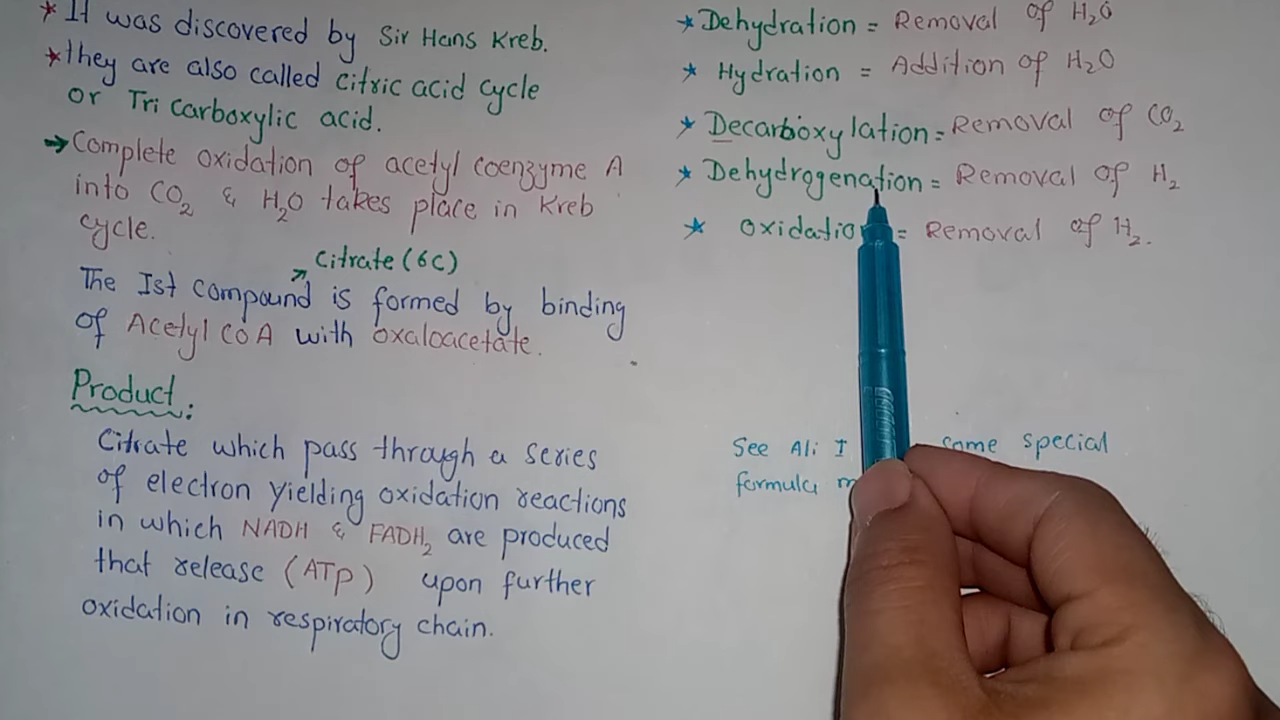 * It was discovered by Sir Hans Kreb.
* they are also called citric acid cycle
or Tri carboxylic acid.
→ Complete oxidation of acetyl coenzyme A
into CO₂ & H₂O takes place in Kreb
cycle.
Citrate (6C)
The Ist compound is formed by binding
of Acetyl CoA with oxaloacetate.
Product:
Citrate which pass through a series
of electron yielding oxidation reactions
in which NADH & FADH₂ are produced
that release (ATP) upon further
oxidation in respiratory chain.
* Dehydration = Removal of H₂O
* Hydration = Addition of H₂O
* Decarboxylation = Removal of CO₂
* Dehydrogenation = Removal of H₂
* Oxidation = Removal of H₂.
See Ali I some special
formula